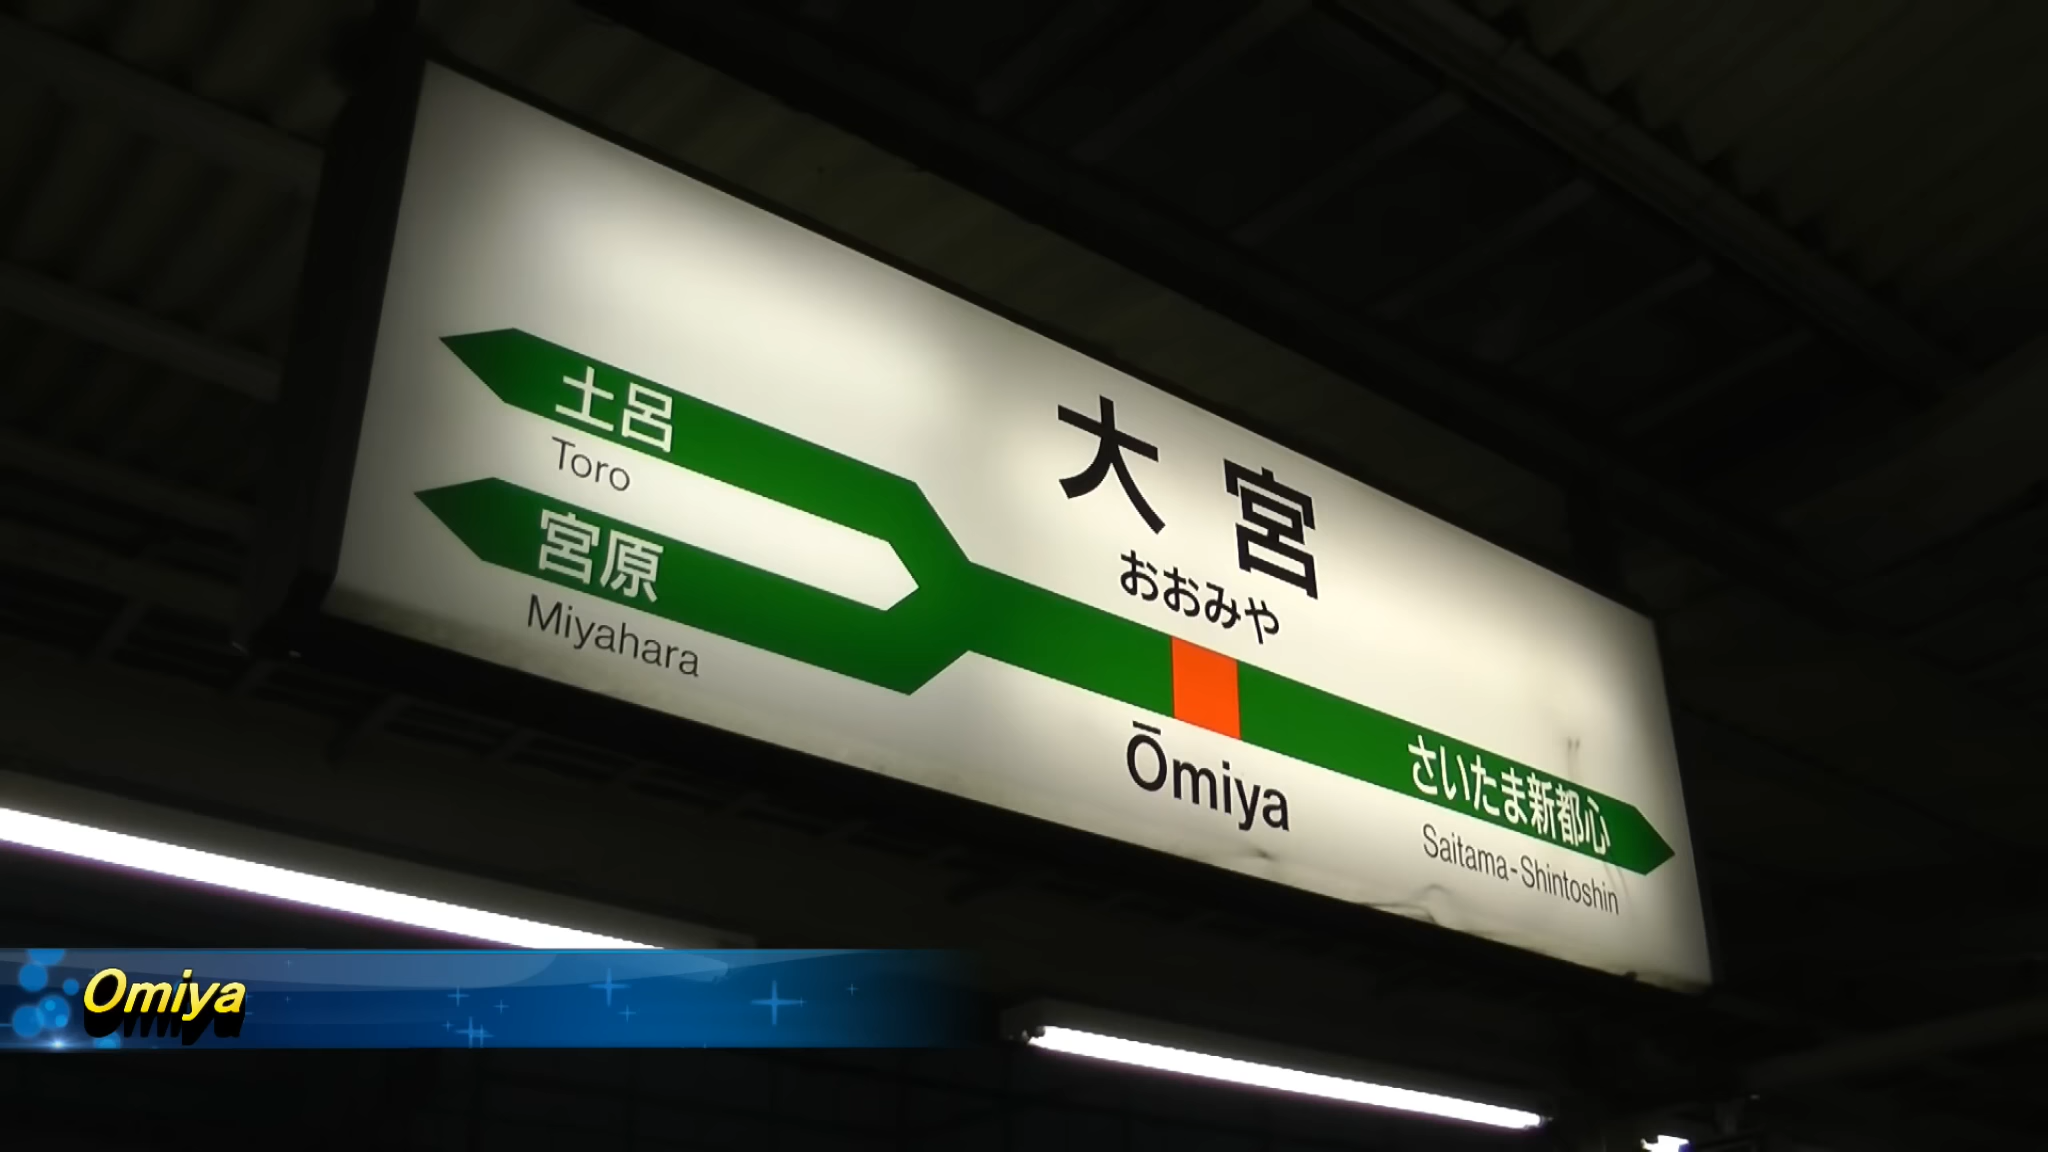 大宮
おおみや
Ōmiya
土呂
Toro
宮原
Miyahara
さいたま新都心
Saitama-Shintoshin
Omiya